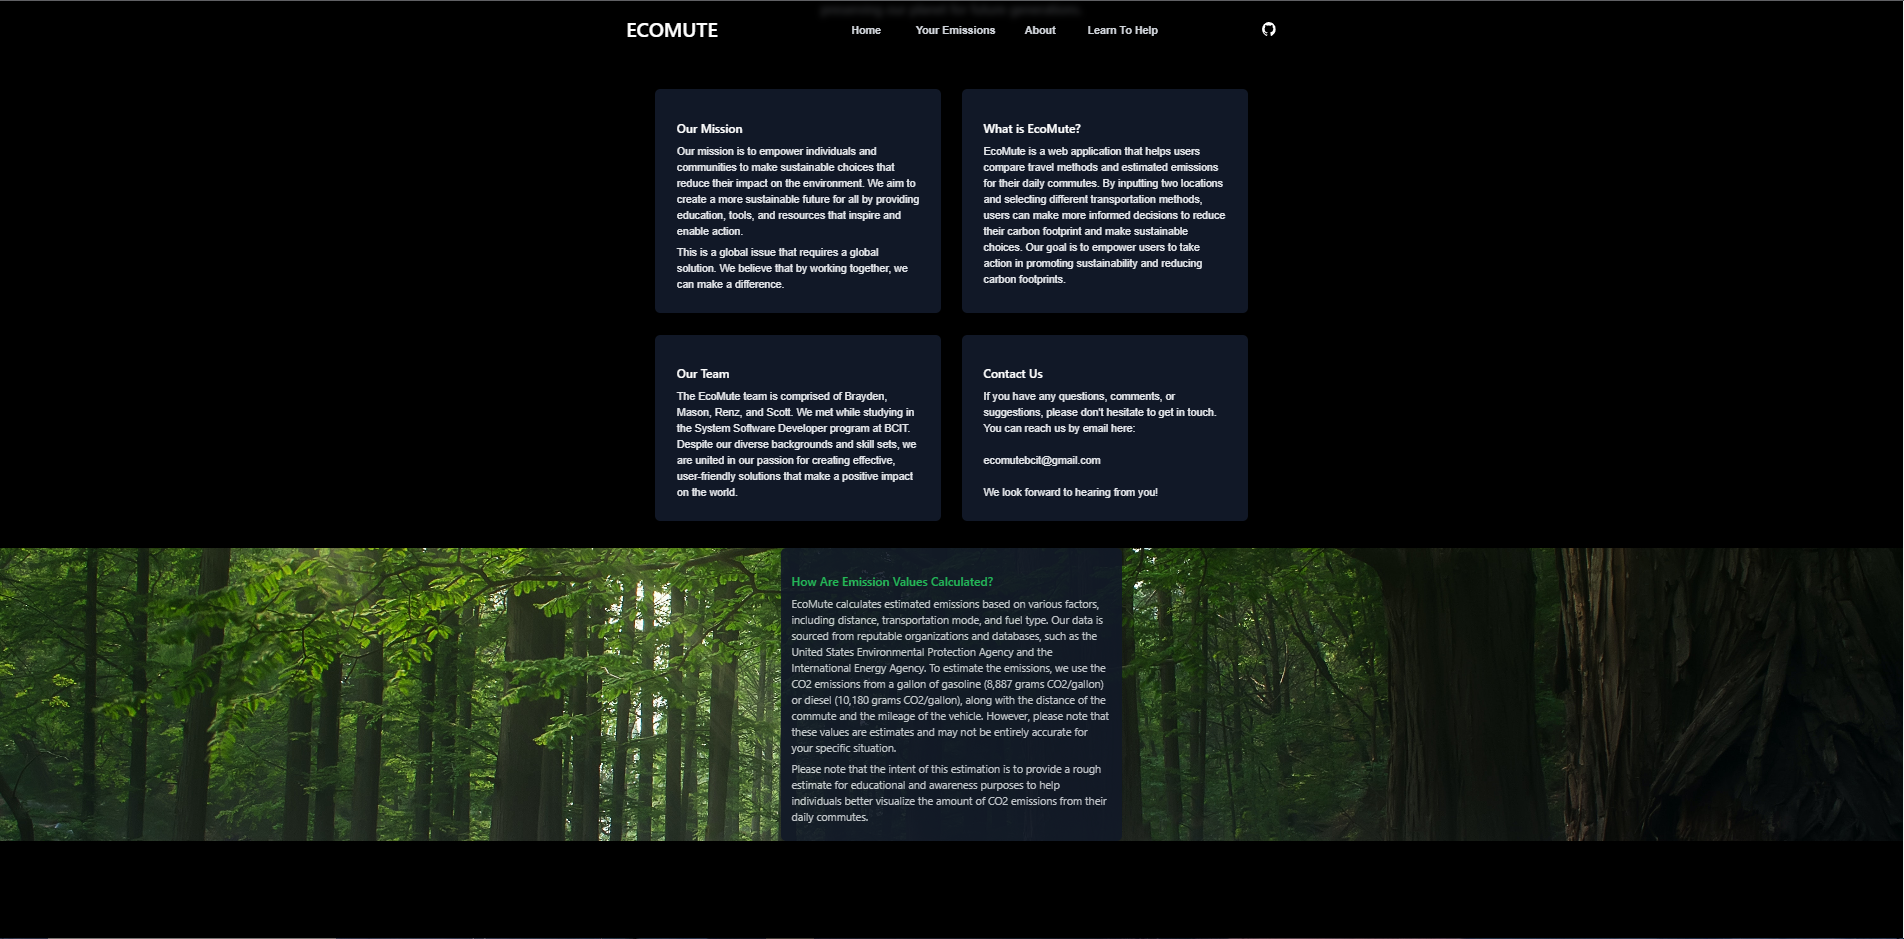 preserving our planet for future generations.
ECOMUTE
Home
Your Emissions
About
Learn To Help
Our Mission
Our mission is to empower individuals and
communities to make sustainable choices that
reduce their impact on the environment. We aim to
create a more sustainable future for all by providing
education, tools, and resources that inspire and
enable action.
This is a global issue that requires a global
solution. We believe that by working together, we
can make a difference.
What is EcoMute?
EcoMute is a web application that helps users
compare travel methods and estimated emissions
for their daily commutes. By inputting two locations
and selecting different transportation methods,
users can make more informed decisions to reduce
their carbon footprint and make sustainable
choices. Our goal is to empower users to take
action in promoting sustainability and reducing
carbon footprints.
Our Team
The EcoMute team is comprised of Brayden,
Mason, Renz, and Scott. We met while studying in
the System Software Developer program at BCIT.
Despite our diverse backgrounds and skill sets, we
are united in our passion for creating effective,
user-friendly solutions that make a positive impact
on the world.
Contact Us
If you have any questions, comments, or
suggestions, please don't hesitate to get in touch.
You can reach us by email here:
ecomutebcit@gmail.com
We look forward to hearing from you!
How Are Emission Values Calculated?
EcoMute calculates estimated emissions based on various factors,
including distance, transportation mode, and fuel type. Our data is
sourced from reputable organizations and databases, such as the
United States Environmental Protection Agency and the
International Energy Agency. To estimate the emissions, we use the
CO2 emissions from a gallon of gasoline (8,887 grams CO2/gallon)
or diesel (10,180 grams CO2/gallon), along with the distance of the
commute and the mileage of the vehicle. However, please note that
these values are estimates and may not be entirely accurate for
your specific situation.
Please note that the intent of this estimation is to provide a rough
estimate for educational and awareness purposes to help
individuals better visualize the amount of CO2 emissions from their
daily commutes.